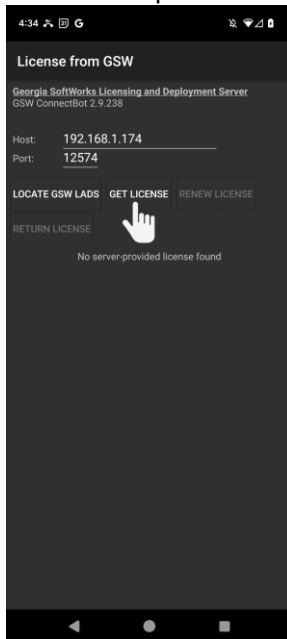 4:34 31 G
License from GSW
Georgia SoftWorks Licensing and Deployment Server
GSW ConnectBot 2.9.238
Host: 192.168.1.174
Port: 12574
LOCATE GSW LADS GET LICENSE RENEW LICENSE
RETURN LICENSE
No server-provided license found